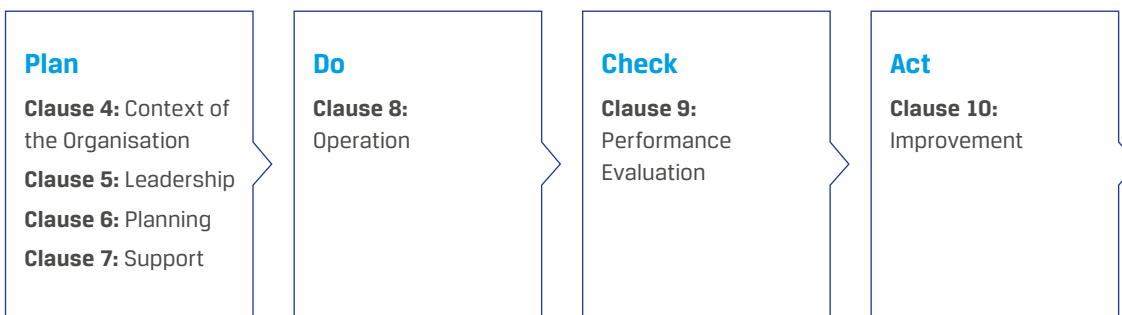 Plan
Clause 4: Context of
the Organisation
Clause 5: Leadership
Clause 6: Planning
Clause 7: Support
Do
Clause 8:
Operation
Check
Clause 9:
Performance
Evaluation
Act
Clause 10:
Improvement